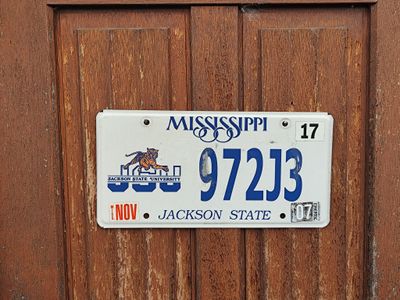 MISSISSIPPI
17
JSU
JACKSON STATE UNIVERSITY
972J3
NOV
JACKSON STATE
07